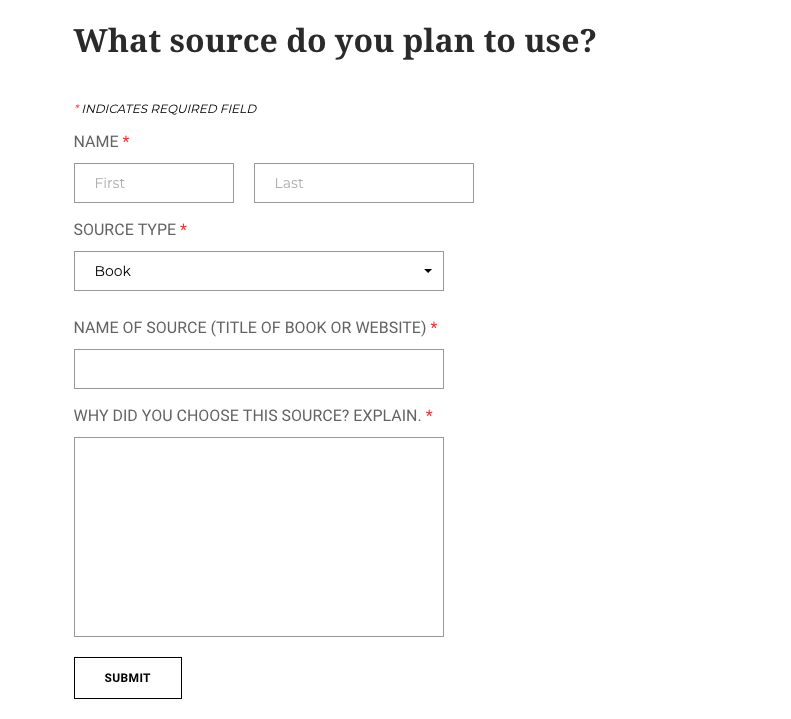 What source do you plan to use?
* INDICATES REQUIRED FIELD
NAME *
First Last
SOURCE TYPE *
Book
NAME OF SOURCE (TITLE OF BOOK OR WEBSITE) *
WHY DID YOU CHOOSE THIS SOURCE? EXPLAIN. *
SUBMIT